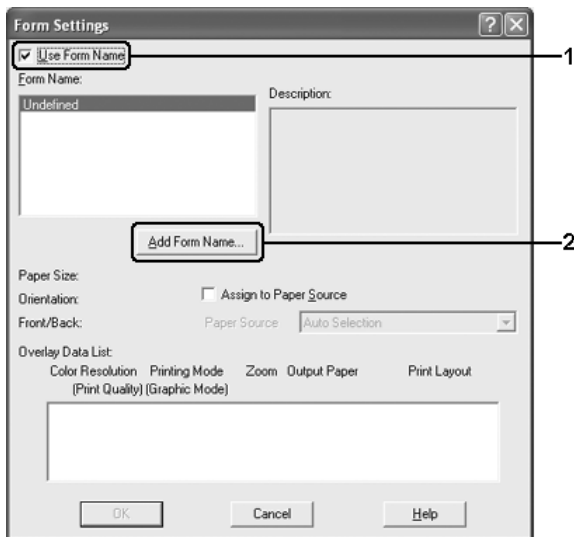 Form Settings
Use Form Name
1
Form Name:
Description:
Undefined
Add Form Name...
2
Paper Size:
Orientation:
Assign to Paper Source
Front/Back:
Paper Source
Auto Selection
Overlay Data List:
Color Resolution Printing Mode Zoom Output Paper Print Layout
(Print Quality) (Graphic Mode)
OK
Cancel
Help